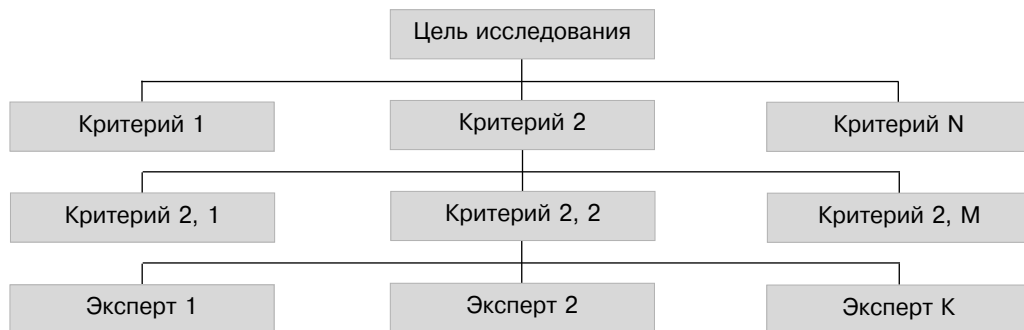 Цель исследования
Критерий 1
Критерий 2
Критерий N
Критерий 2, 1
Критерий 2, 2
Критерий 2, M
Эксперт 1
Эксперт 2
Эксперт K